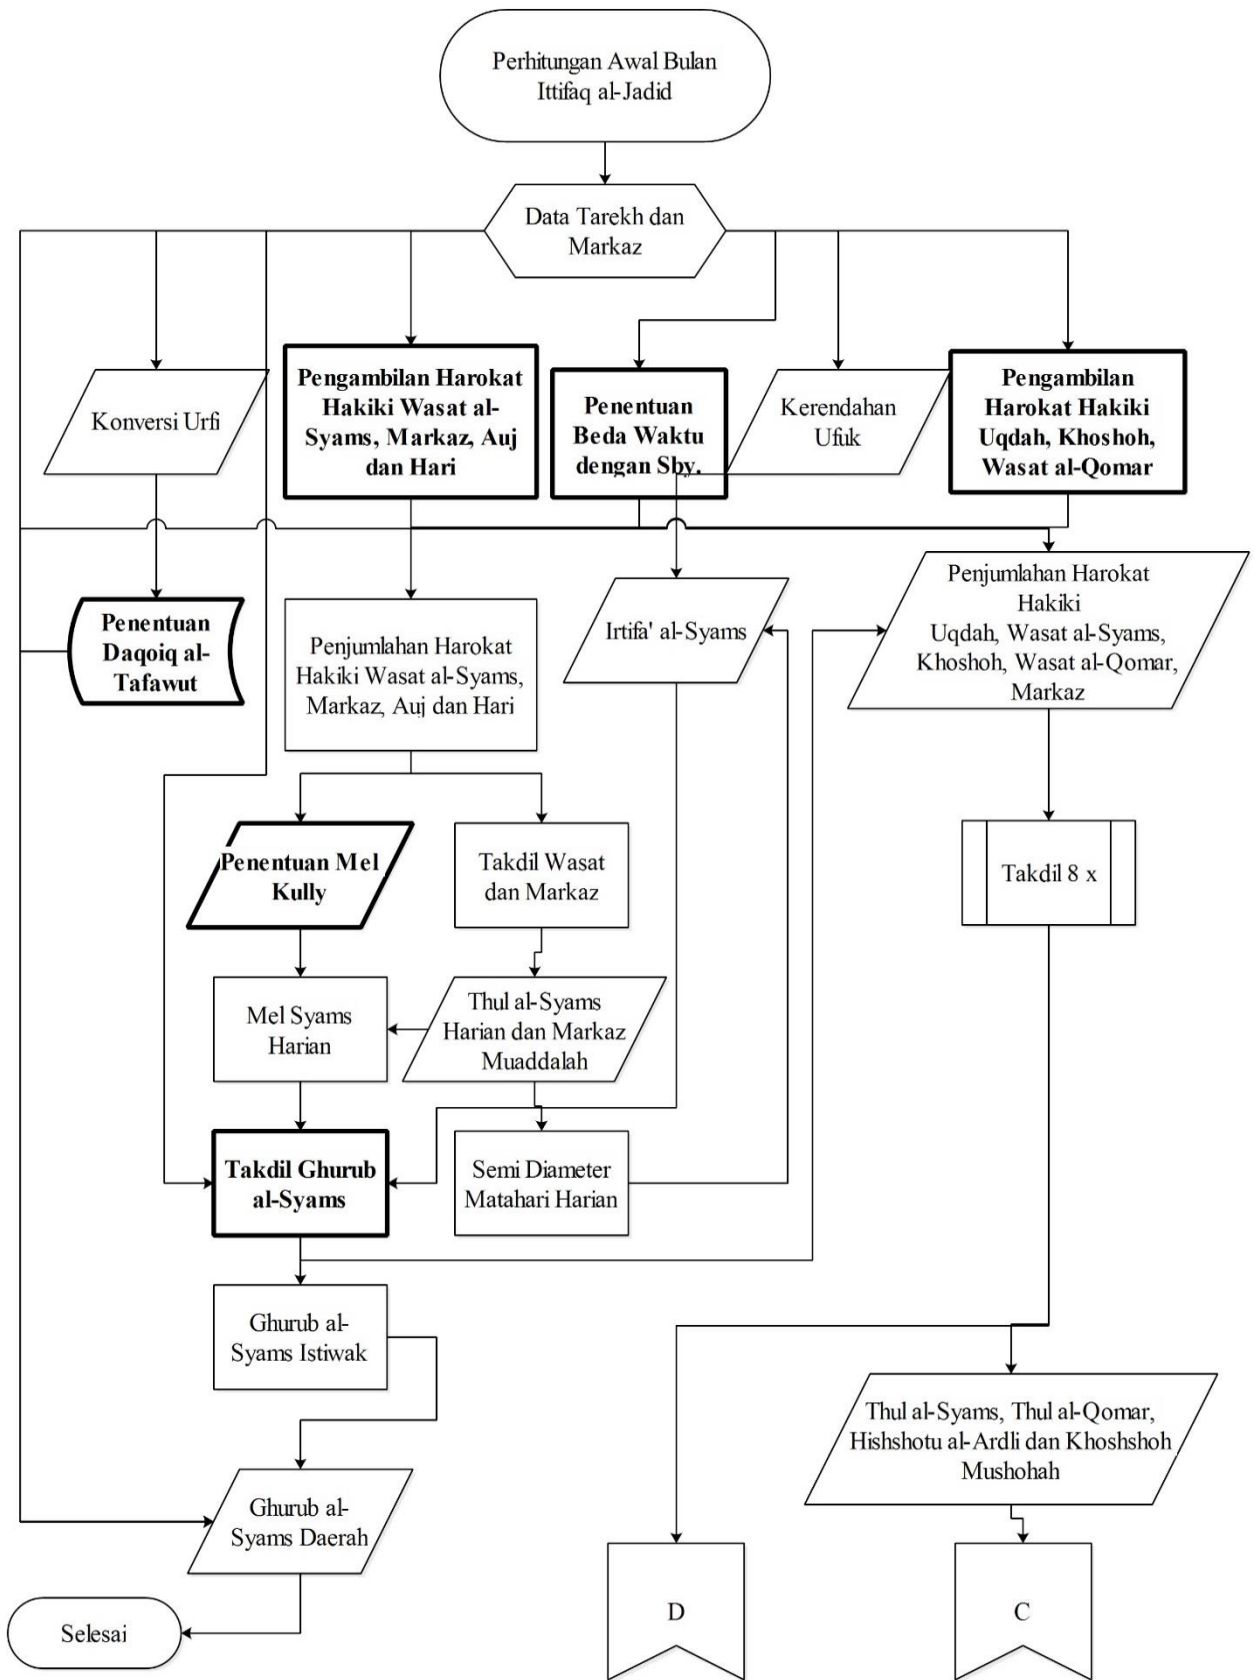 Perhitungan Awal Bulan
Ittifaq al-Jadid
Data Tarekh dan
Markaz
Konversi Urfi
Pengambilan Harokat
Hakiki Wasat al-
Syams, Markaz, Auj
dan Hari
Penentuan
Beda Waktu
dengan Sby.
Kerendahan
Ufuk
Pengambilan
Harokat Hakiki
Uqdah, Khoshoh,
Wasat al-Qomar
Penentuan
Daqoiq al-
Tafawut
Penjumlahan Harokat
Hakiki Wasat al-Syams,
Markaz, Auj dan Hari
Irtifa' al-Syams
Penjumlahan Harokat
Hakiki
Uqdah, Wasat al-Syams,
Khoshoh, Wasat al-Qomar,
Markaz
Penentuan Mel
Kully
Takdil Wasat
dan Markaz
Takdil 8 x
Mel Syams
Harian
Thul al-Syams
Harian dan Markaz
Muaddalah
Takdil Ghurub
al-Syams
Semi Diameter
Matahari Harian
Ghurub al-
Syams Istiwak
Thul al-Syams, Thul al-Qomar,
Hishshotu al-Ardli dan Khoshshoh
Mushohah
Ghurub al-
Syams Daerah
Selesai
D
C